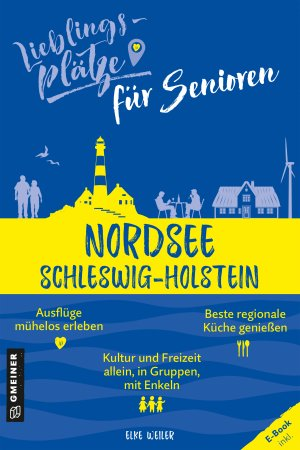 Lieblings-
plätze
für Senioren
NORDSEE
SCHLESWIG-HOLSTEIN
Ausflüge
mühelos erleben
Beste regionale
Küche genießen
Kultur und Freizeit
allein, in Gruppen,
mit Enkeln
GMEINER
ELKE WEILER
E-Book
inkl.